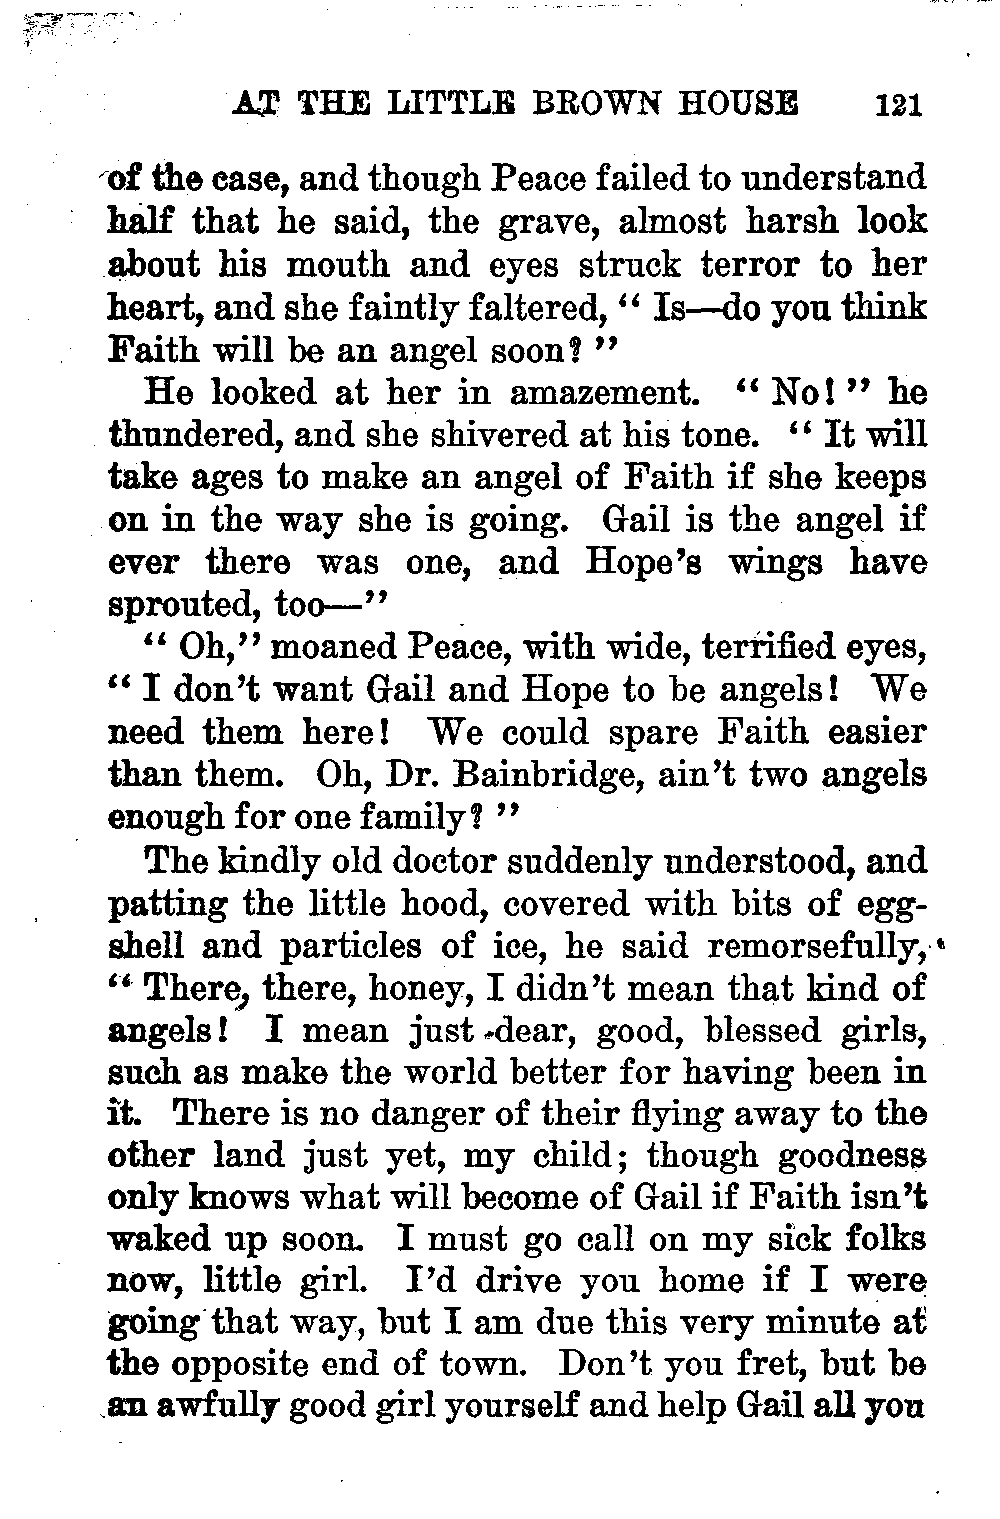 AT THE LITTLE BROWN HOUSE 121
of the case, and though Peace failed to understand
half that he said, the grave, almost harsh look
about his mouth and eyes struck terror to her
heart, and she faintly faltered, “ Is—do you think
Faith will be an angel soon? ”
He looked at her in amazement. “ No! ” he
thundered, and she shivered at his tone. “ It will
take ages to make an angel of Faith if she keeps
on in the way she is going. Gail is the angel if
ever there was one, and Hope’s wings have
sprouted, too—”
“ Oh,” moaned Peace, with wide, terrified eyes,
“ I don’t want Gail and Hope to be angels! We
need them here! We could spare Faith easier
than them. Oh, Dr. Bainbridge, ain’t two angels
enough for one family? ”
The kindly old doctor suddenly understood, and
patting the little hood, covered with bits of egg-
shell and particles of ice, he said remorsefully,
“ There, there, honey, I didn’t mean that kind of
angels! I mean just dear, good, blessed girls,
such as make the world better for having been in
it. There is no danger of their flying away to the
other land just yet, my child; though goodness
only knows what will become of Gail if Faith isn’t
waked up soon. I must go call on my sick folks
now, little girl. I’d drive you home if I were
going that way, but I am due this very minute at
the opposite end of town. Don’t you fret, but be
an awfully good girl yourself and help Gail all you